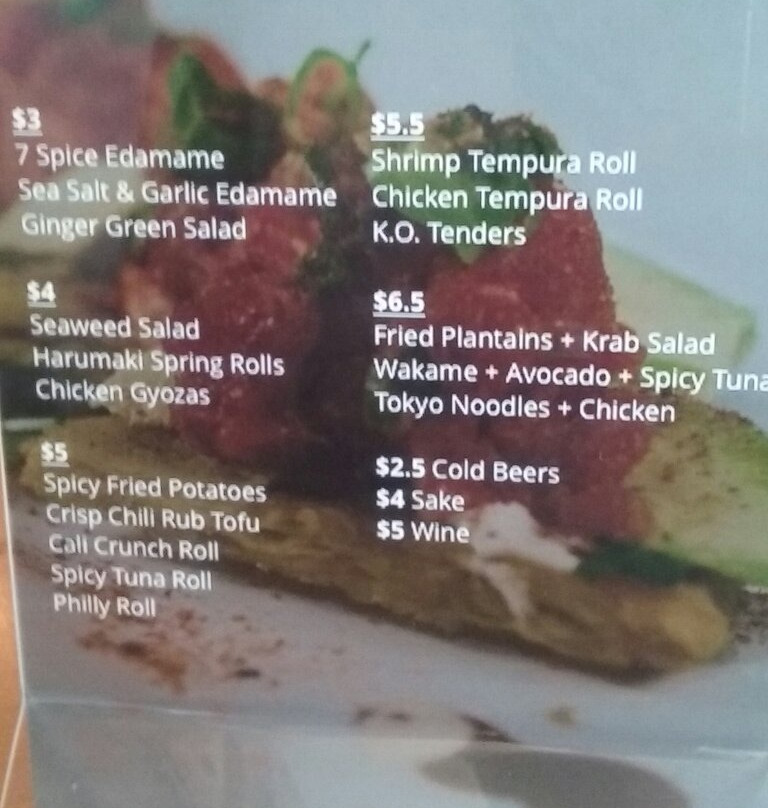 $3
7 Spice Edamame
Sea Salt & Garlic Edamame
Ginger Green Salad
$4
Seaweed Salad
Harumaki Spring Rolls
Chicken Gyozas
$5
Spicy Fried Potatoes
Crisp Chili Rub Tofu
Cali Crunch Roll
Spicy Tuna Roll
Philly Roll
$5.5
Shrimp Tempura Roll
Chicken Tempura Roll
K.O. Tenders
$6.5
Fried Plantains + Krab Salad
Wakame + Avocado + Spicy Tuna
Tokyo Noodles + Chicken
$2.5 Cold Beers
$4 Sake
$5 Wine